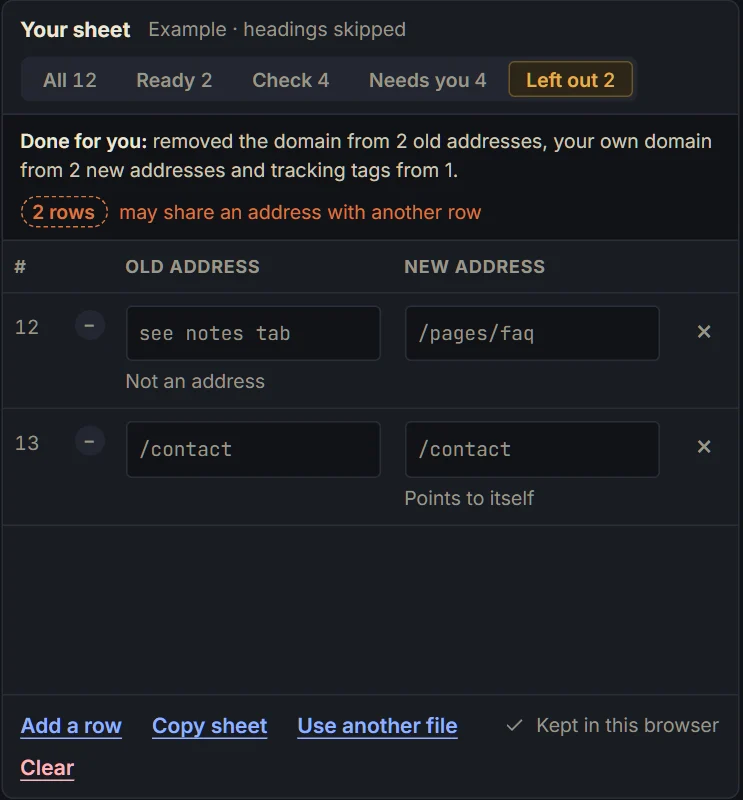 Your sheet Example · headings skipped
All 12 Ready 2 Check 4 Needs you 4 Left out 2
Done for you: removed the domain from 2 old addresses, your own domain
from 2 new addresses and tracking tags from 1.
2 rows may share an address with another row
# OLD ADDRESS NEW ADDRESS
12 − see notes tab /pages/faq ×
Not an address
13 − /contact /contact ×
Points to itself
Add a row Copy sheet Use another file ✓ Kept in this browser
Clear